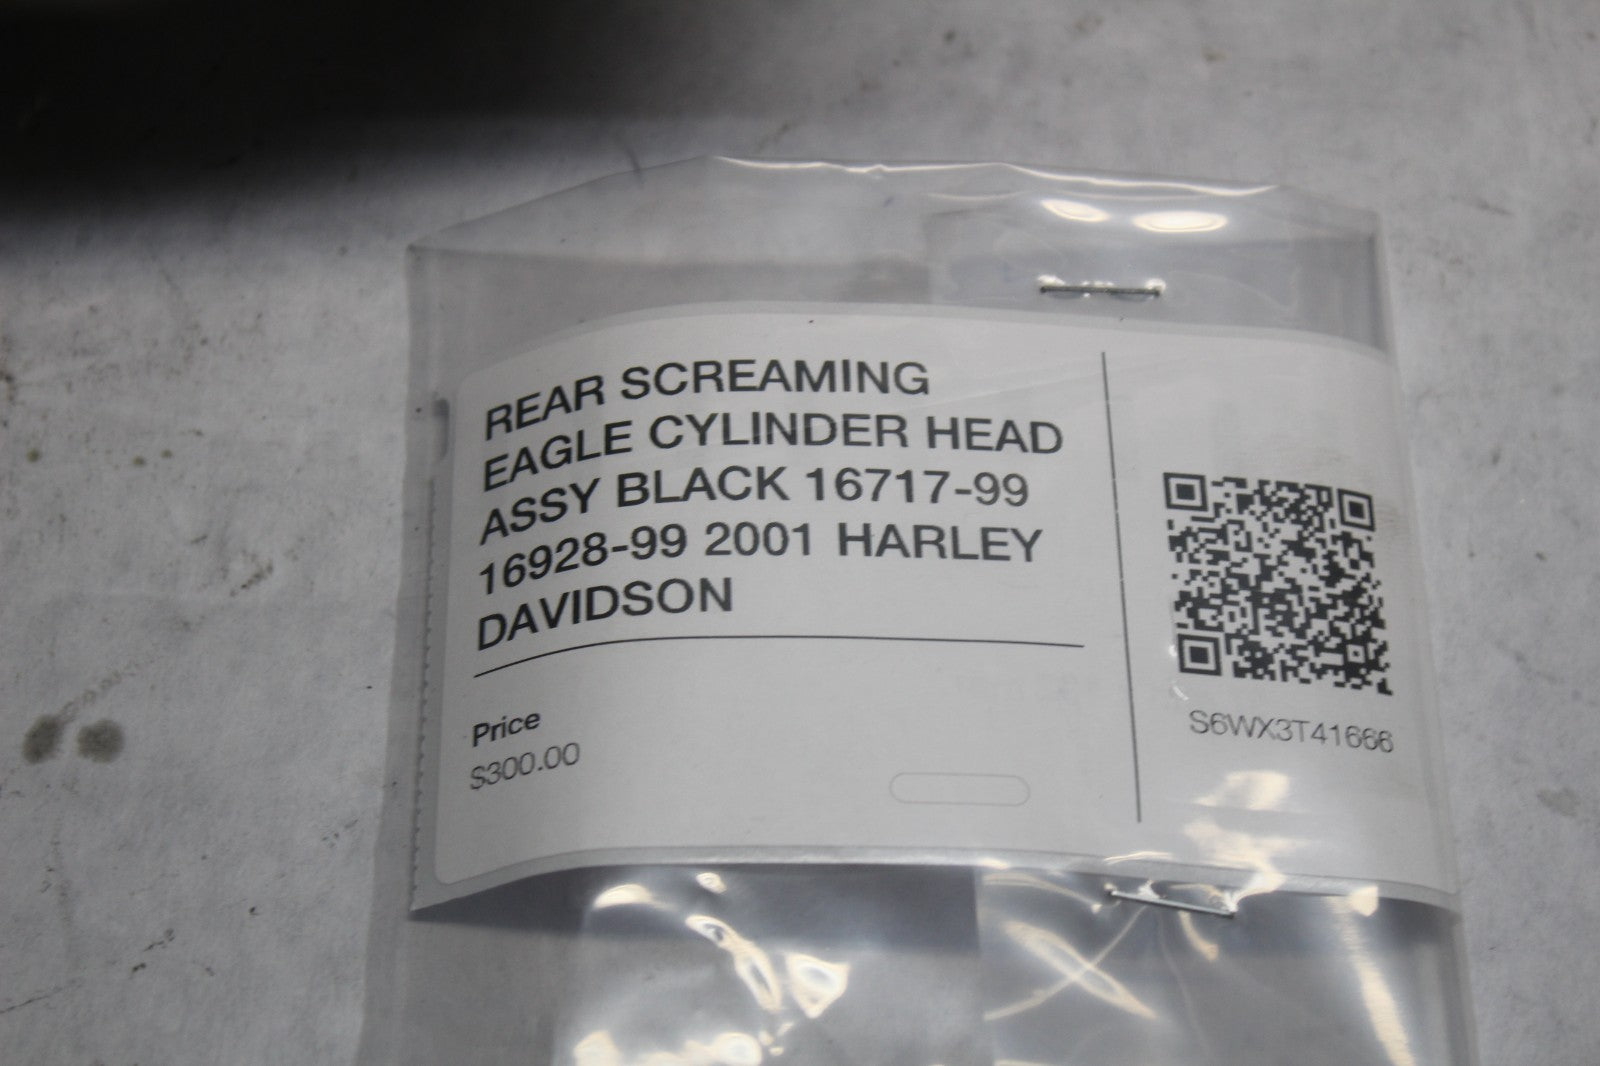 REAR SCREAMING
EAGLE CYLINDER HEAD
ASSY BLACK 16717-99
16928-99 2001 HARLEY
DAVIDSON
Price
$300.00
S6WX3T41666